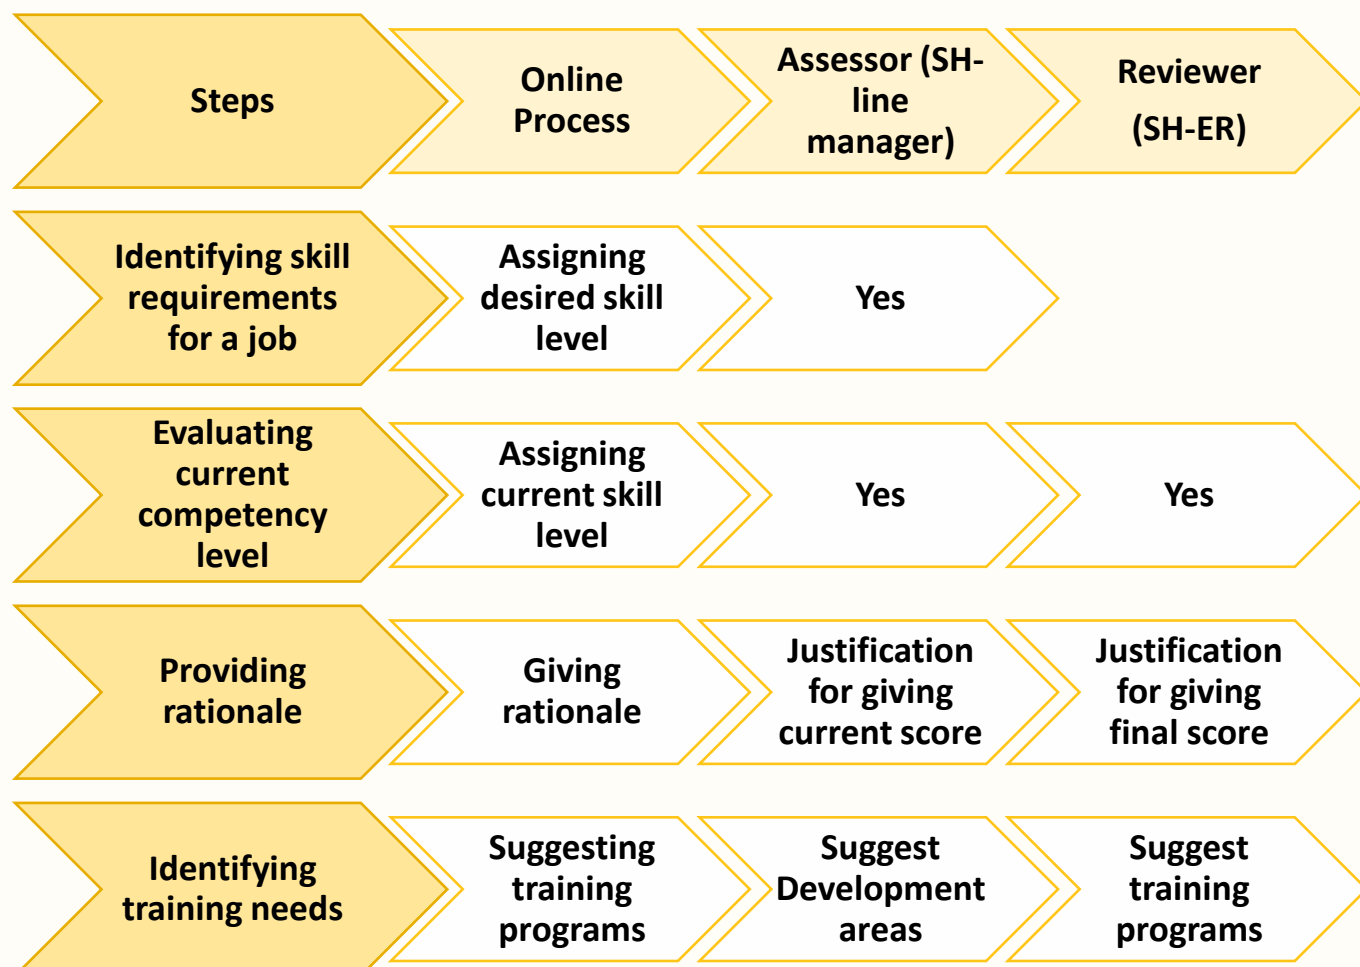 Steps
Online
Process
Assessor (SH-
line
manager)
Reviewer
(SH-ER)
Identifying skill
requirements
for a job
Assigning
desired skill
level
Yes
Evaluating
current
competency
level
Assigning
current skill
level
Yes
Yes
Providing
rationale
Giving
rationale
Justification
for giving
current score
Justification
for giving
final score
Identifying
training needs
Suggesting
training
programs
Suggest
Development
areas
Suggest
training
programs